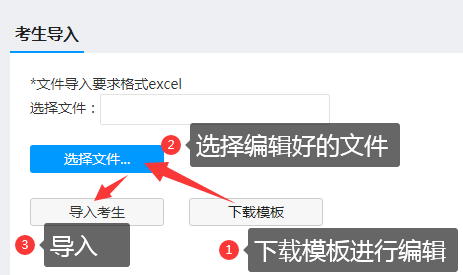 考生导入
*文件导入要求格式excel
选择文件：
选择文件...
2 选择编辑好的文件
导入考生
下载模板
3 导入
1 下载模板进行编辑